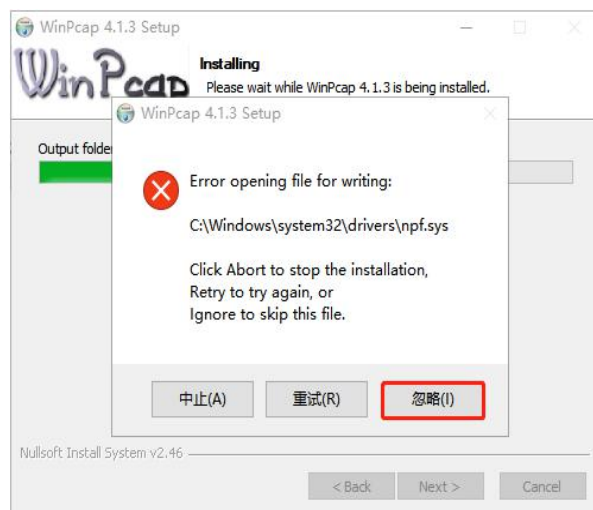 WinPcap 4.1.3 Setup
WinPcap
Installing
Please wait while WinPcap 4.1.3 is being installed.
Output folde
WinPcap 4.1.3 Setup
Error opening file for writing:
C:\Windows\system32\drivers\npf.sys
Click Abort to stop the installation,
Retry to try again, or
Ignore to skip this file.
中止(A) 重试(R) 忽略(I)
Nullsoft Install System v2.46
< Back Next > Cancel